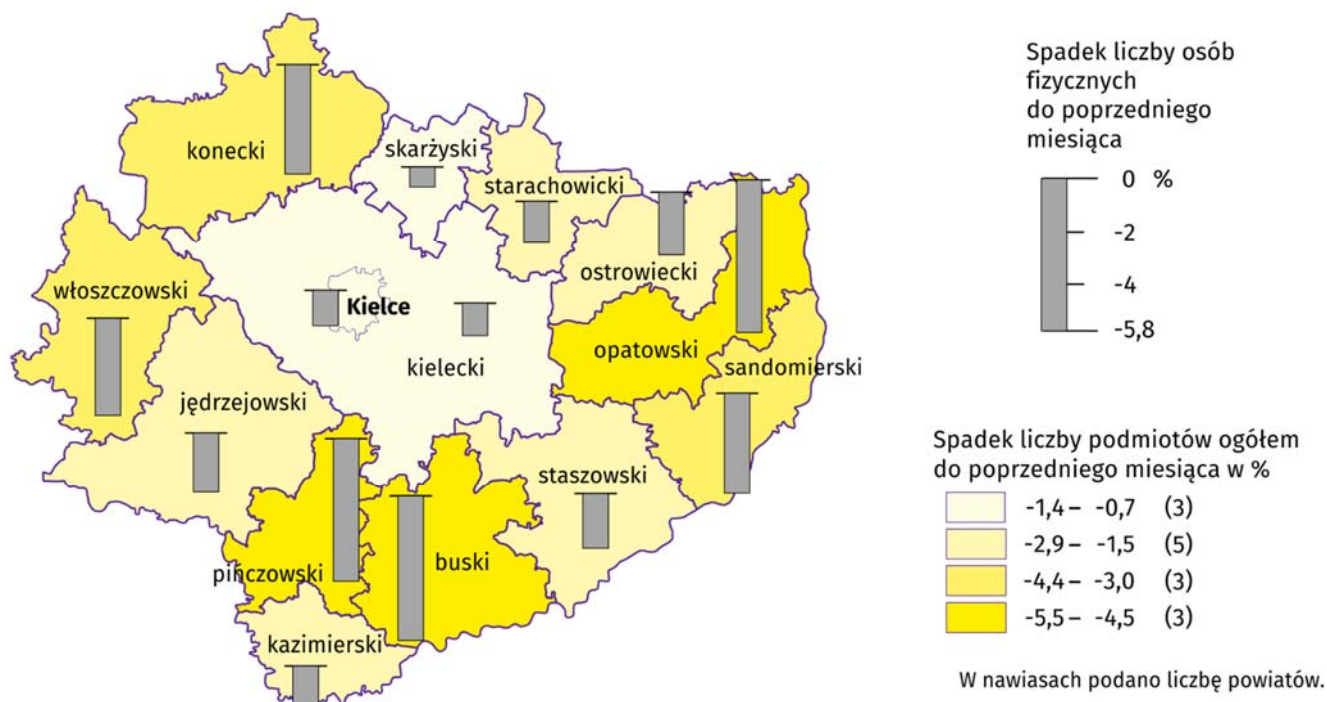 Spadek liczby osób
fizycznych
do poprzedniego
miesiąca
0 %
-2
-4
-5,8
konecki
skarżyski
starachowicki
ostrowiecki
włoszczowski
Kielce
opatowski
kielecki
sandomierski
jędrzejowski
staszowski
buski
pińczowski
kazimierski
Spadek liczby podmiotów ogółem
do poprzedniego miesiąca w %
-1,4 – -0,7 (3)
-2,9 – -1,5 (5)
-4,4 – -3,0 (3)
-5,5 – -4,5 (3)
W nawiasach podano liczbę powiatów.